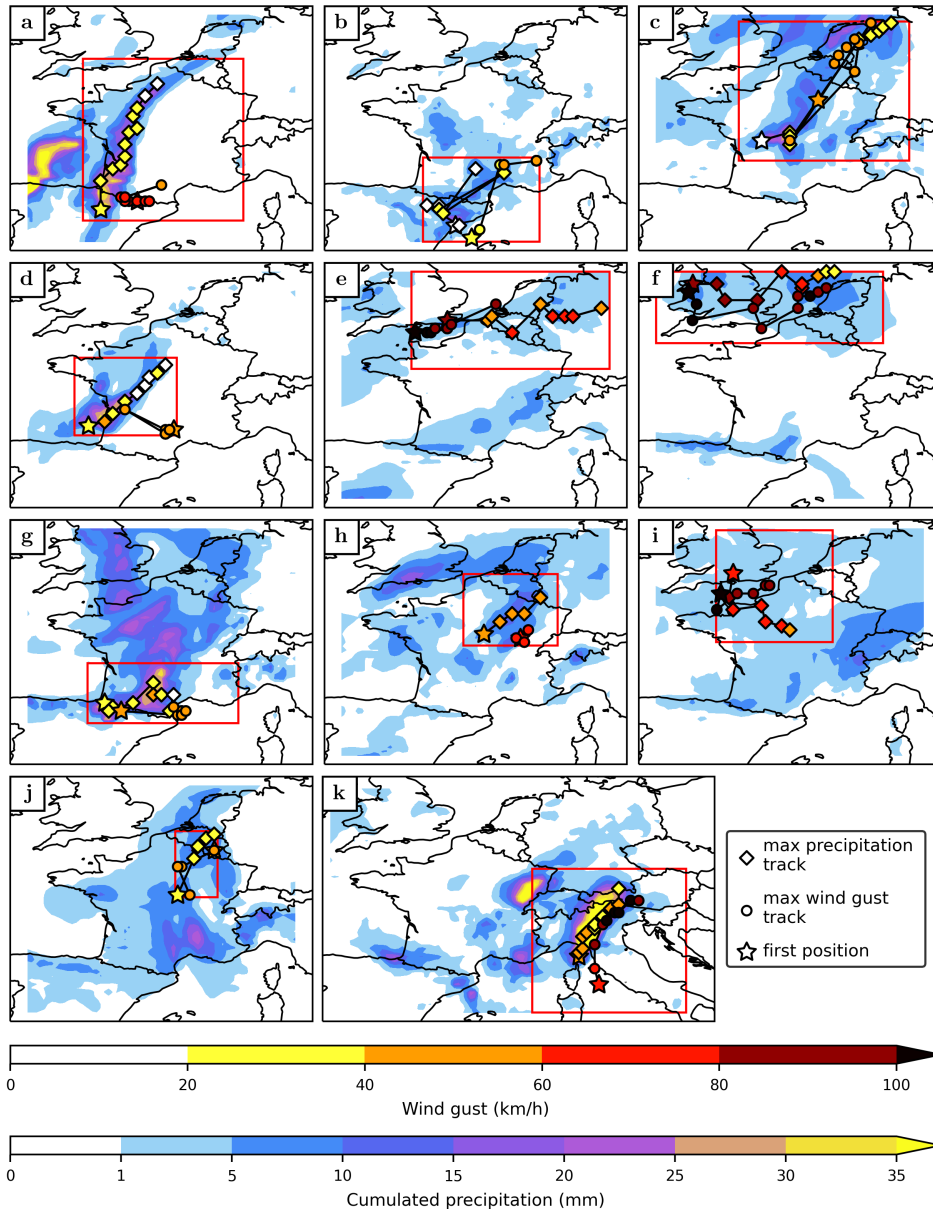 a
b
c
d
e
f
g
h
i
j
k
max precipitation
track
max wind gust
track
first position
0 20 40 60 80 100
Wind gust (km/h)
0 1 5 10 15 20 25 30 35
Cumulated precipitation (mm)